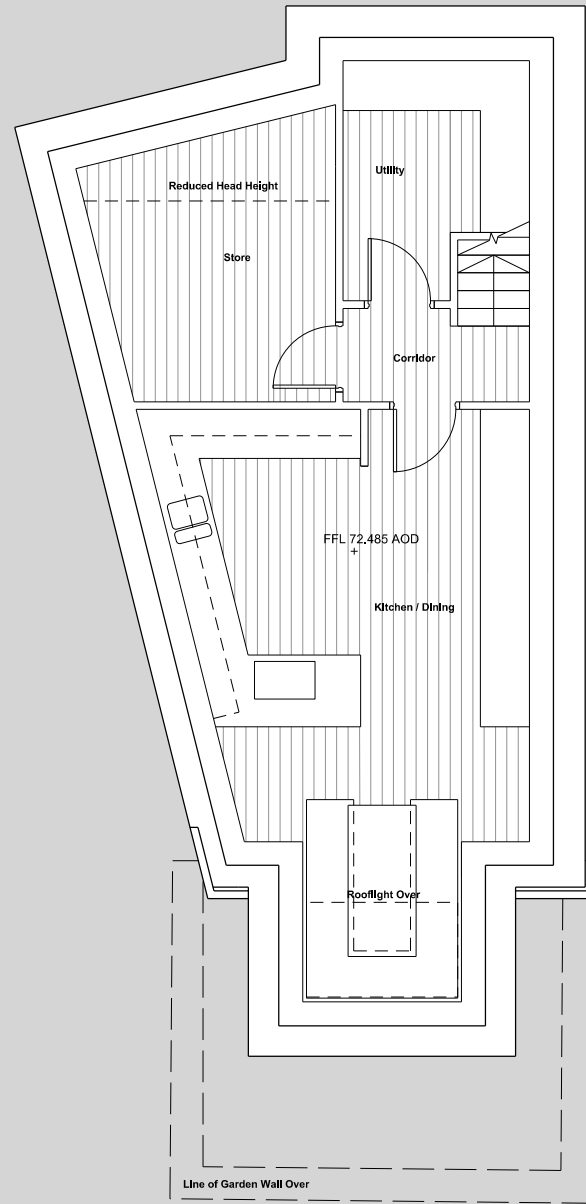 Utility
Reduced Head Height
Store
Corridor
FFL 72.485 AOD
+
Kitchen / Dining
Rooflight Over
Line of Garden Wall Over